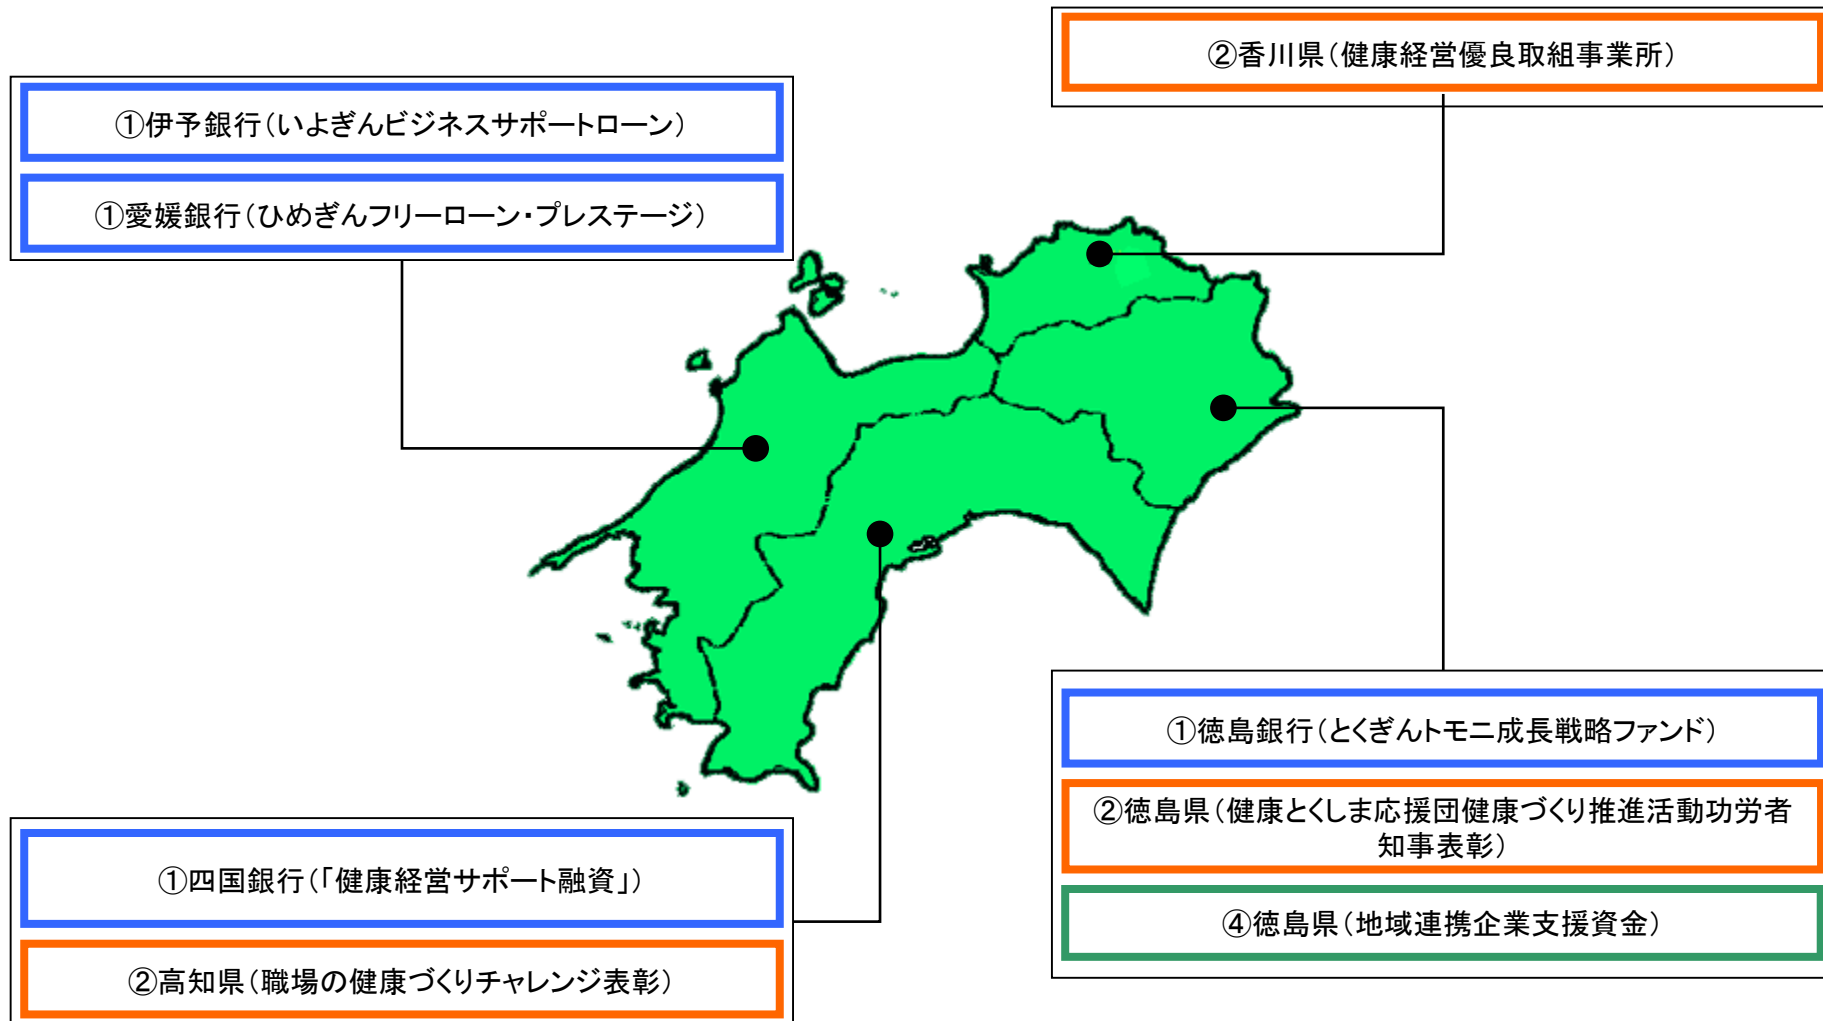 ②香川県（健康経営優良取組事業所）
①伊予銀行（いよぎんビジネスサポートローン）
①愛媛銀行（ひめぎんフリーローン・プレステージ）
①徳島銀行（とくぎんトモニ成長戦略ファンド）
②徳島県（健康とくしま応援団健康づくり推進活動功労者
知事表彰）
④徳島県（地域連携企業支援資金）
①四国銀行（「健康経営サポート融資」）
②高知県（職場の健康づくりチャレンジ表彰）